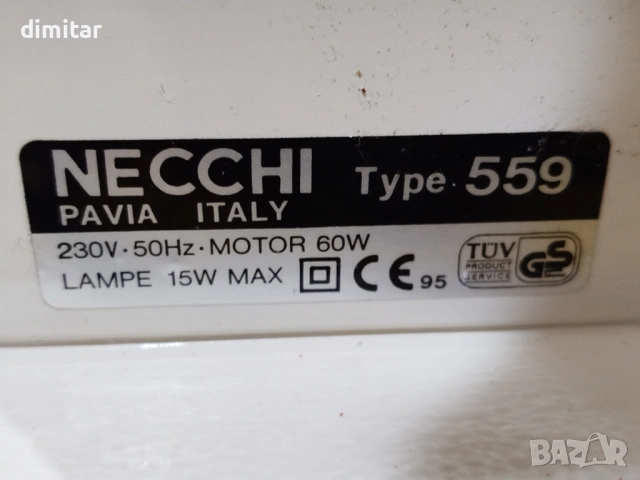 dimitar
NECCHI Type 559
PAVIA ITALY
230V·50Hz·MOTOR 60W
LAMPE 15W MAX CE 95
TÜV
PRODUCT
SERVICE
GS
BAZAR